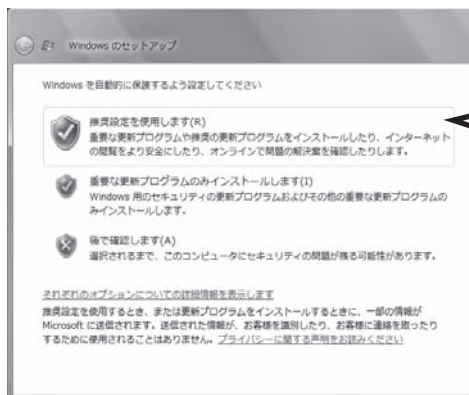 Windows のセットアップ
Windows を自動的に保護するよう設定してください
推奨設定を使用します(R)
重要な更新プログラムや推奨の更新プログラムをインストールしたり、インターネット
の閲覧をより安全にしたり、オンラインで問題の解決策を確認したりします。
重要な更新プログラムのみインストールします(I)
Windows 用のセキュリティの更新プログラムおよびその他の重要な更新プログラムの
みインストールします。
後で確認します(A)
選択されるまで、このコンピュータにセキュリティの問題が残る可能性があります。
それぞれのオプションについての詳細情報を表示します
推奨設定を使用するとき、または更新プログラムをインストールするときに、一部の情報が
Microsoft に送信されます。送信された情報が、お客様を識別したり、お客様に連絡を取ったり
するために使用されることはありません。プライバシーに関する声明をお読みください